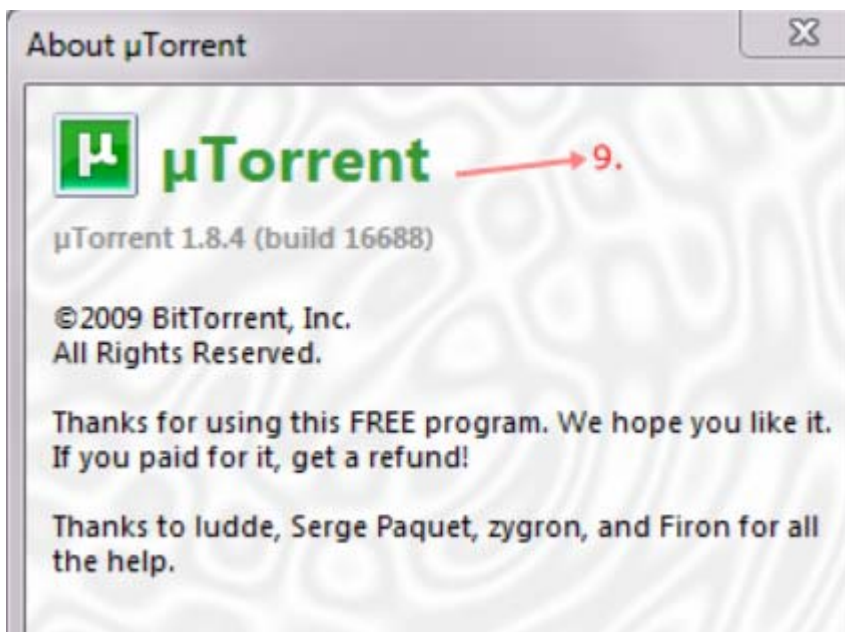 About µTorrent
µ
µTorrent
9.
µTorrent 1.8.4 (build 16688)
©2009 BitTorrent, Inc.
All Rights Reserved.
Thanks for using this FREE program. We hope you like it.
If you paid for it, get a refund!
Thanks to ludde, Serge Paquet, zygron, and Firon for all
the help.